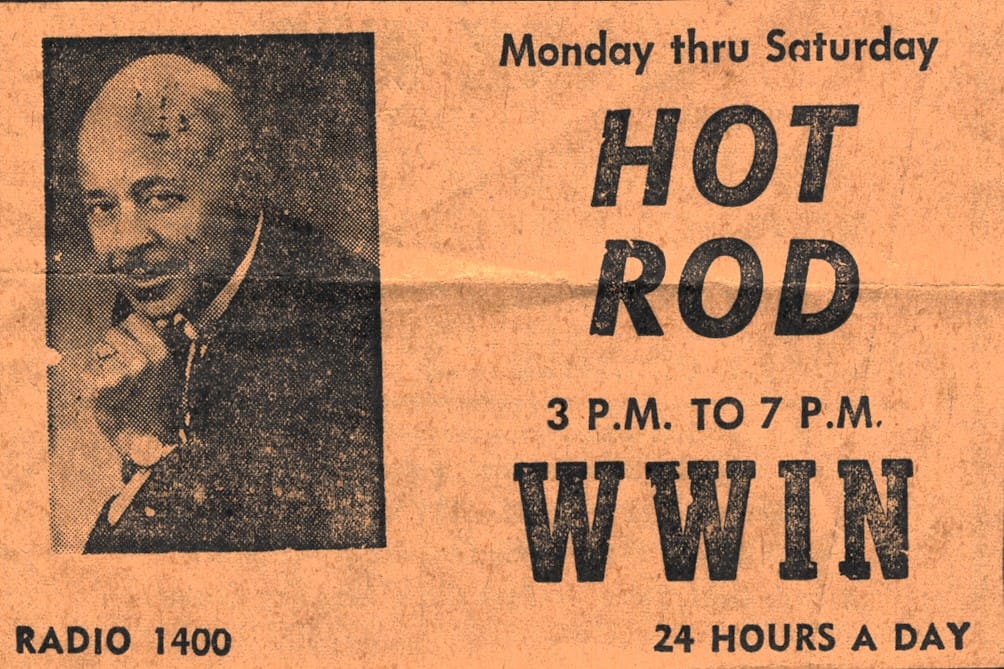 Monday thru Saturday
HOT
ROD
3 P.M. TO 7 P.M.
WWIN
RADIO 1400
24 HOURS A DAY